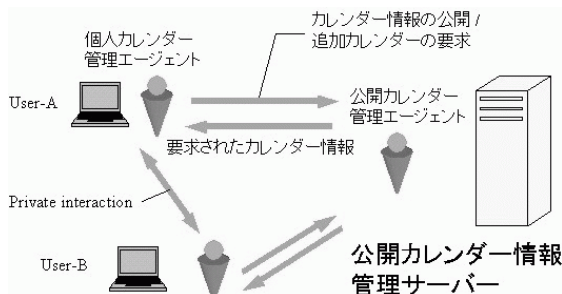 カレンダー情報の公開 /
追加カレンダーの要求
個人カレンダー
管理エージェント
User-A
公開カレンダー
管理エージェント
要求されたカレンダー情報
Private interaction
User-B
公開カレンダー情報
管理サーバー